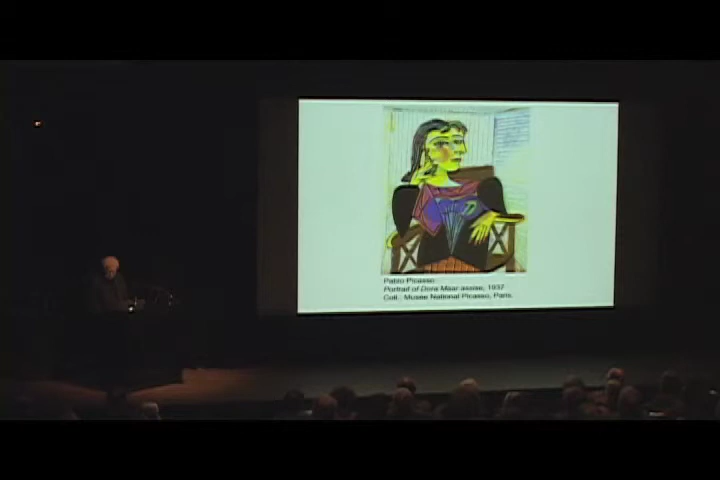 Pablo Picasso
Portrait of Dora Maar assise, 1937
Coll.: Musée National Picasso, Paris.